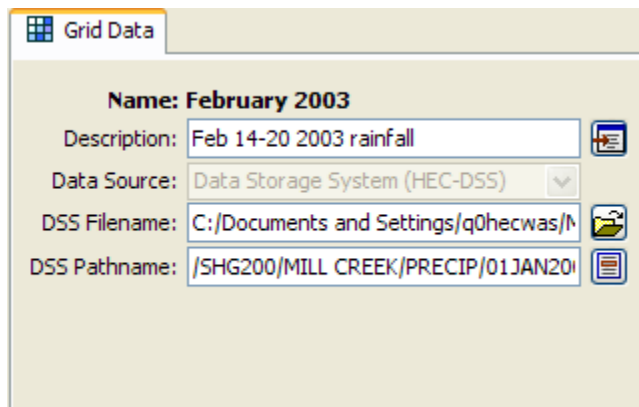 Grid Data
Name: February 2003
Description: Feb 14-20 2003 rainfall
Data Source: Data Storage System (HEC-DSS)
DSS Filename: C:/Documents and Settings/q0hecwas/
DSS Pathname: /SHG200/MILL CREEK/PRECIP/01JAN20